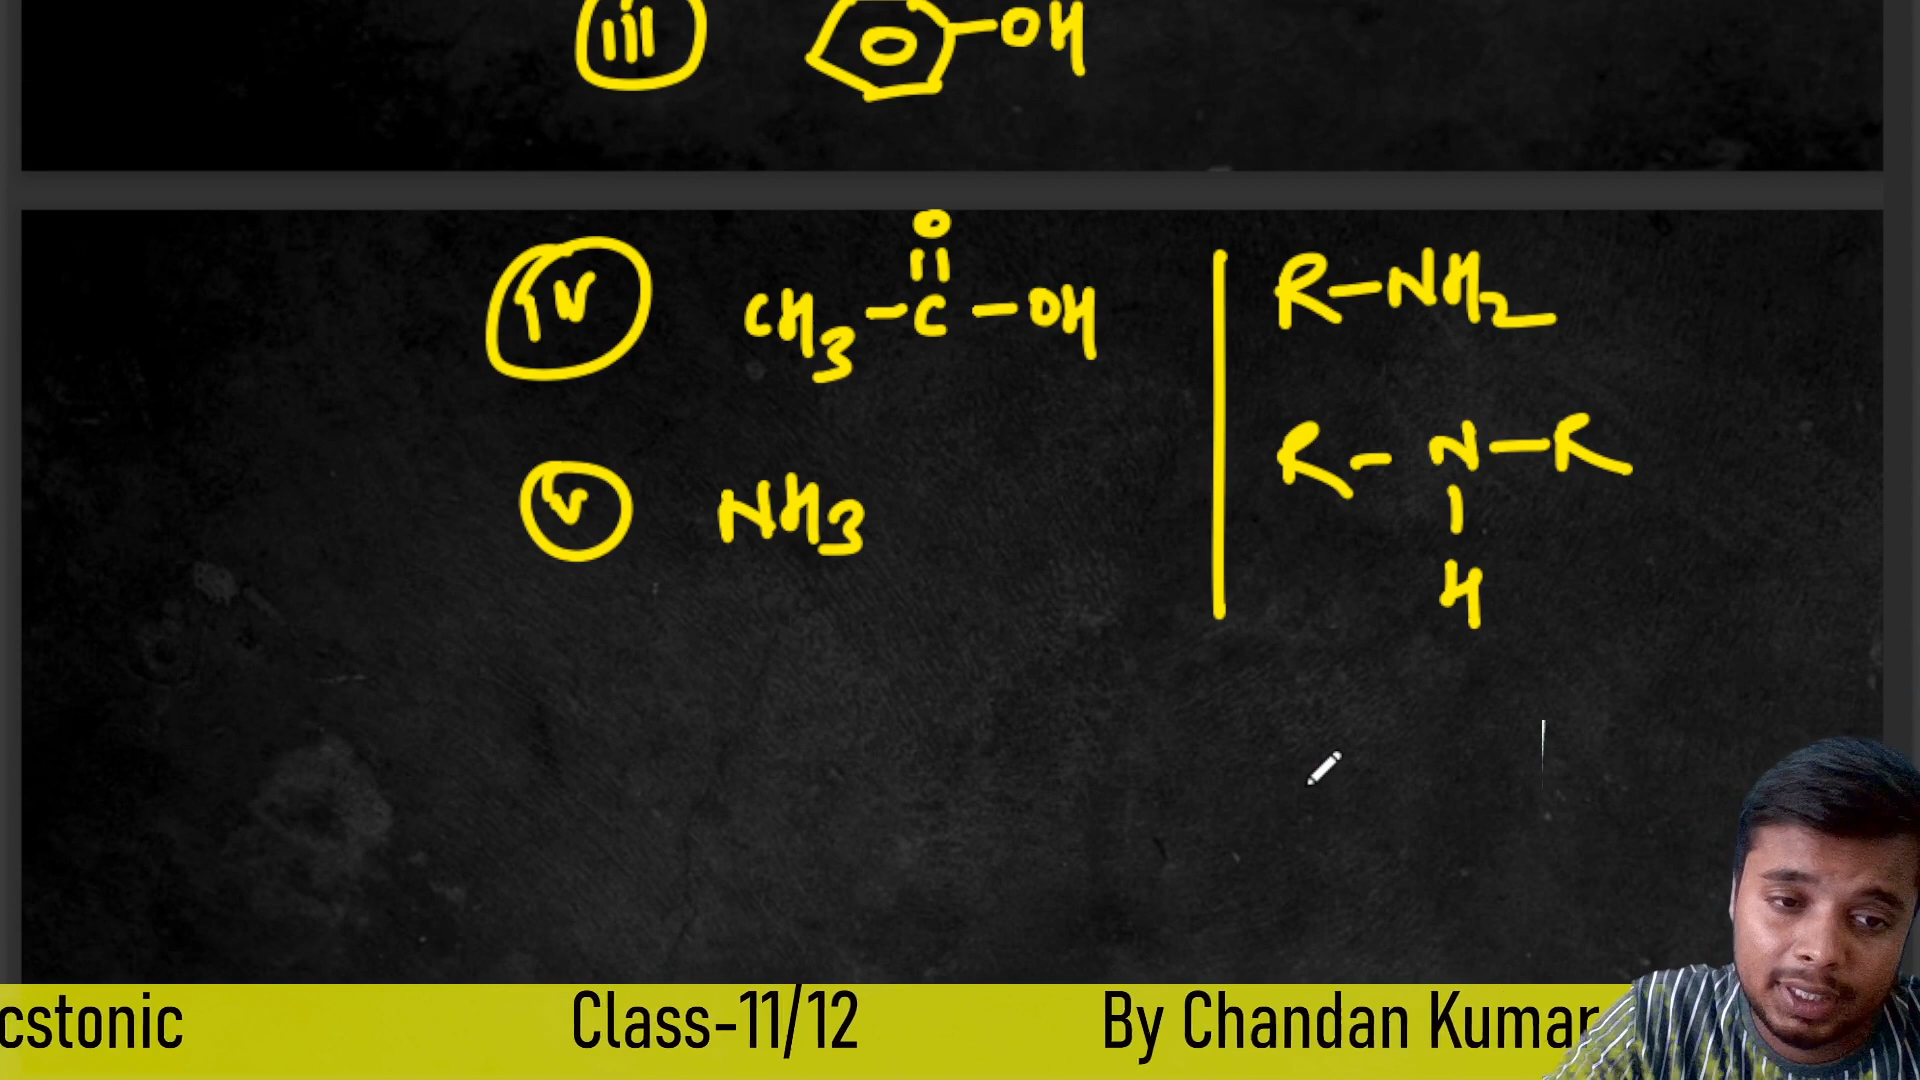 iii -OH
O
iv CH3 - C - OH
R-NH2
R - N - R
H
v NH3
cstonic Class-11/12 By Chandan Kumar